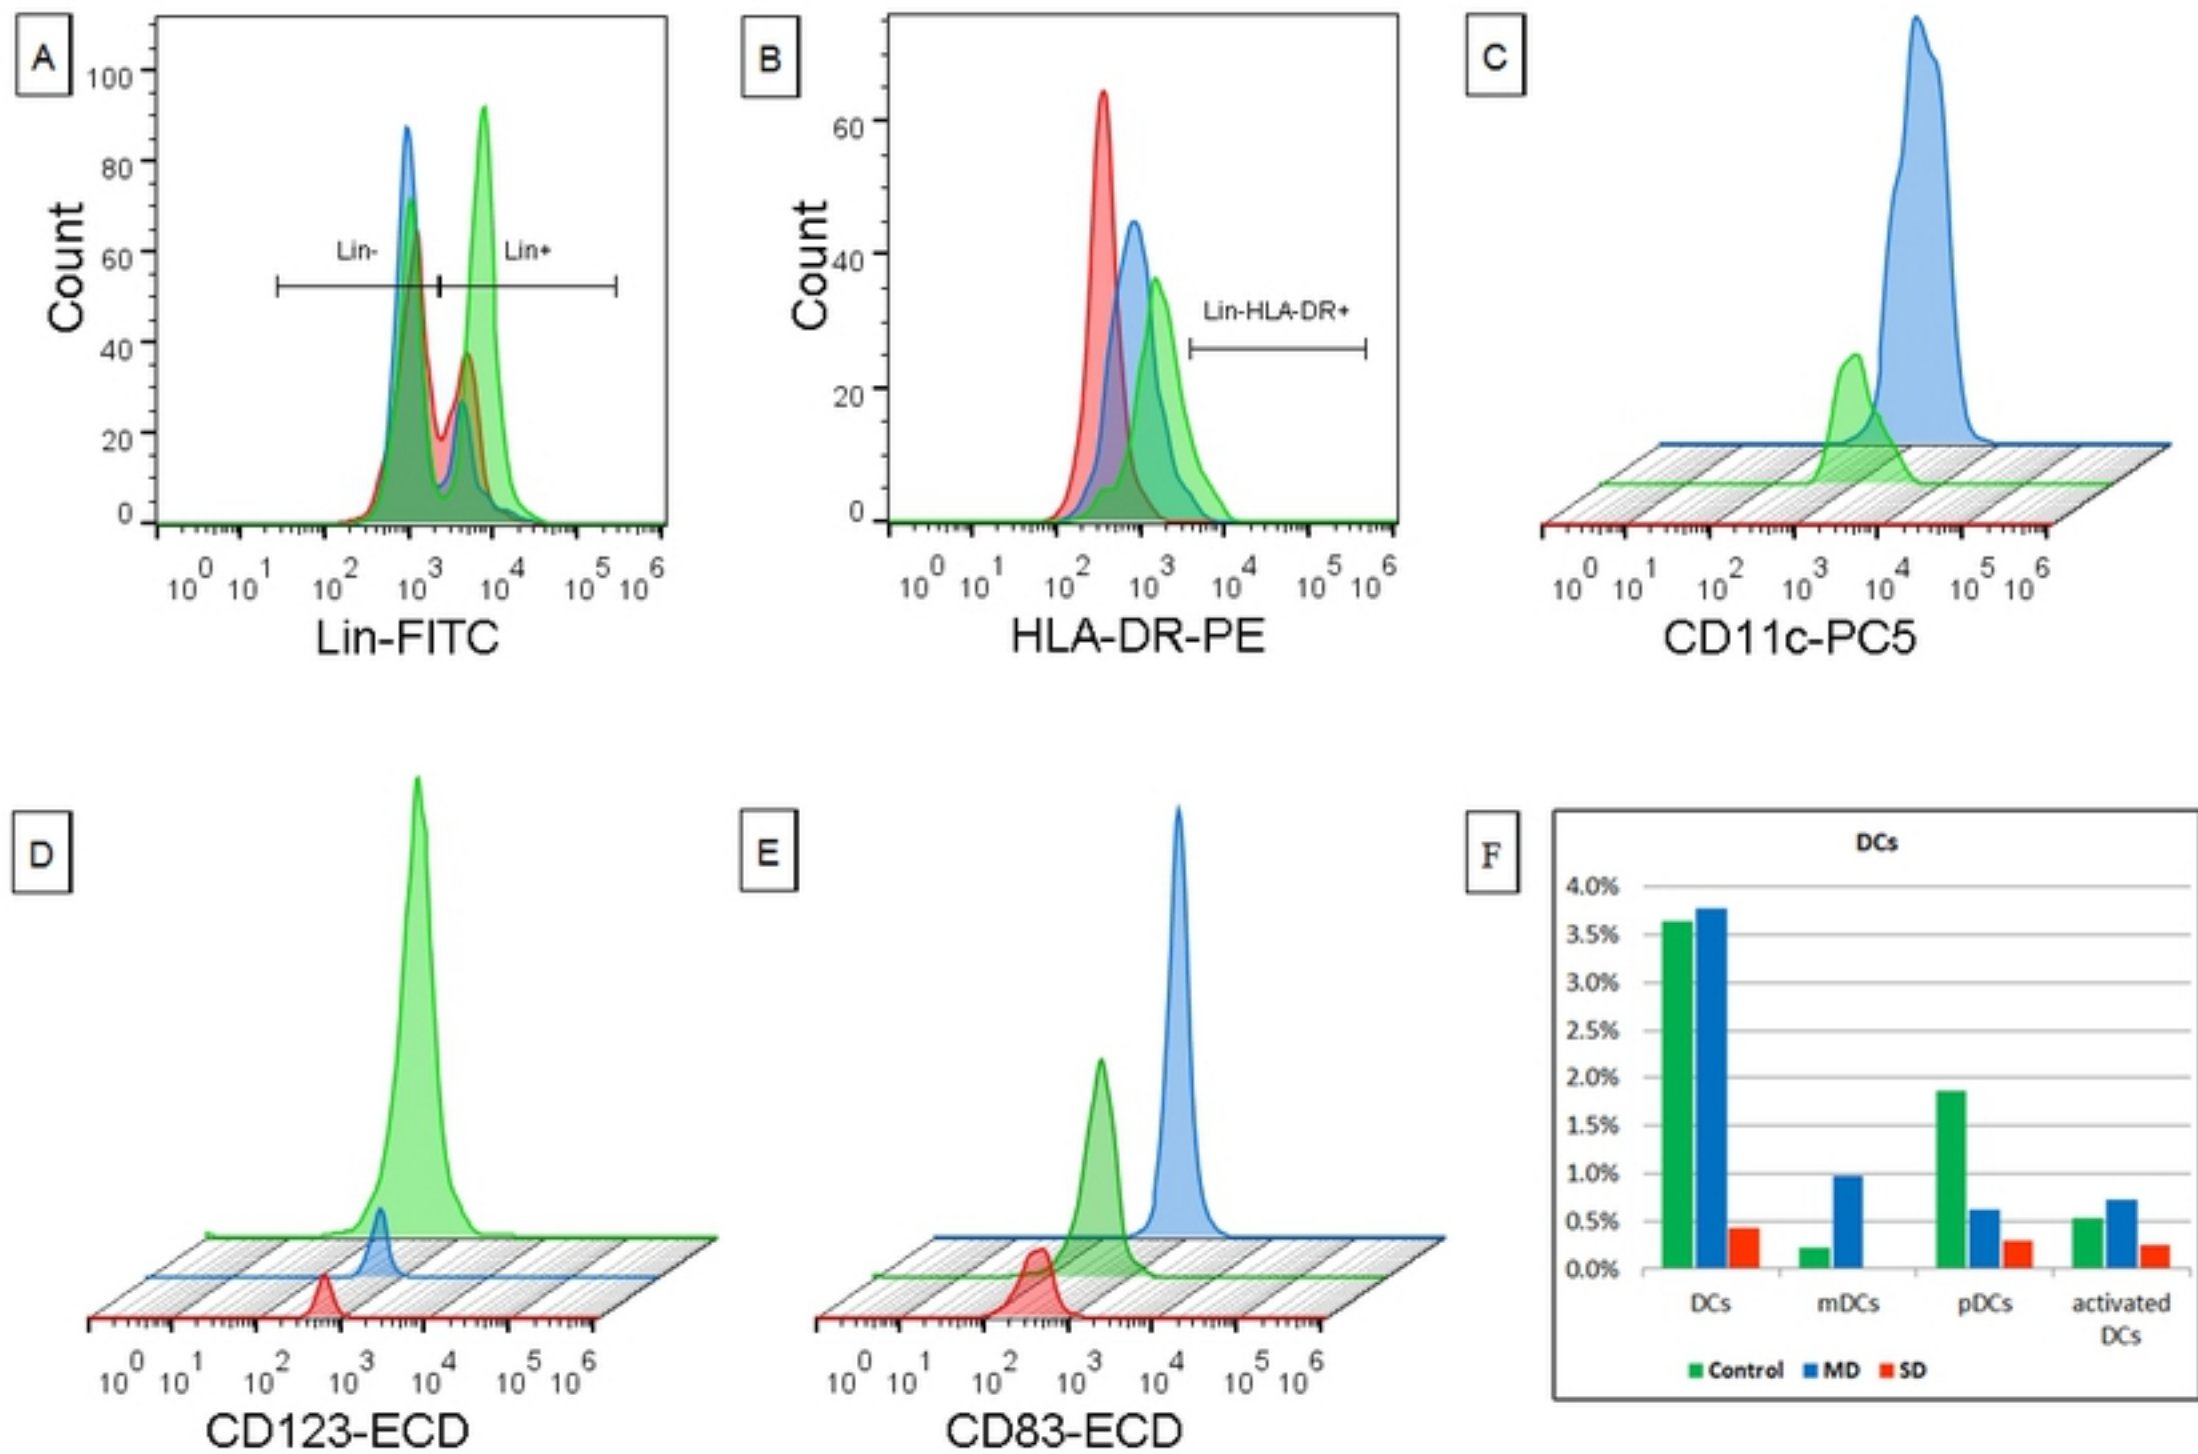 A
Count
100
80
60
40
20
0
Lin-
Lin+
10^0 10^1 10^2 10^3 10^4 10^5 10^6
Lin-FITC
B
Count
60
40
20
0
Lin-HLA-DR+
10^0 10^1 10^2 10^3 10^4 10^5 10^6
HLA-DR-PE
C
10^0 10^1 10^2 10^3 10^4 10^5 10^6
CD11c-PC5
D
10^0 10^1 10^2 10^3 10^4 10^5 10^6
CD123-ECD
E
10^0 10^1 10^2 10^3 10^4 10^5 10^6
CD83-ECD
F
DCs
4.0%
3.5%
3.0%
2.5%
2.0%
1.5%
1.0%
0.5%
0.0%
DCs mDCs pDCs activated
DCs
Control MD SD